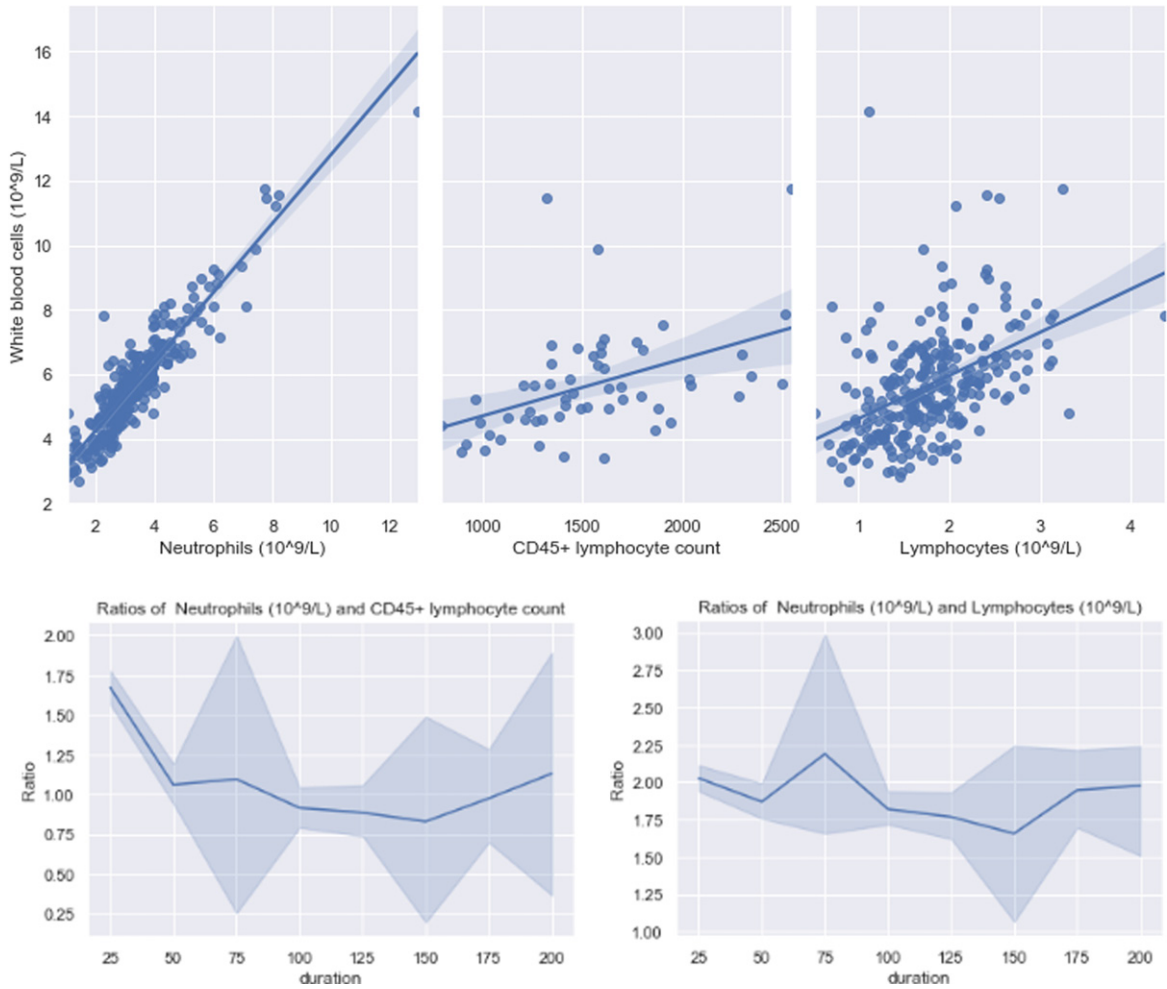 White blood cells (10^9/L)
16
14
12
10
8
6
4
2
2 4 6 8 10 12
Neutrophils (10^9/L)
1000 1500 2000 2500
CD45+ lymphocyte count
1 2 3 4
Lymphocytes (10^9/L)
Ratios of Neutrophils (10^9/L) and CD45+ lymphocyte count
Ratio
2.00
1.75
1.50
1.25
1.00
0.75
0.50
0.25
25 50 75 100 125 150 175 200
duration
Ratios of Neutrophils (10^9/L) and Lymphocytes (10^9/L)
Ratio
3.00
2.75
2.50
2.25
2.00
1.75
1.50
1.25
1.00
25 50 75 100 125 150 175 200
duration